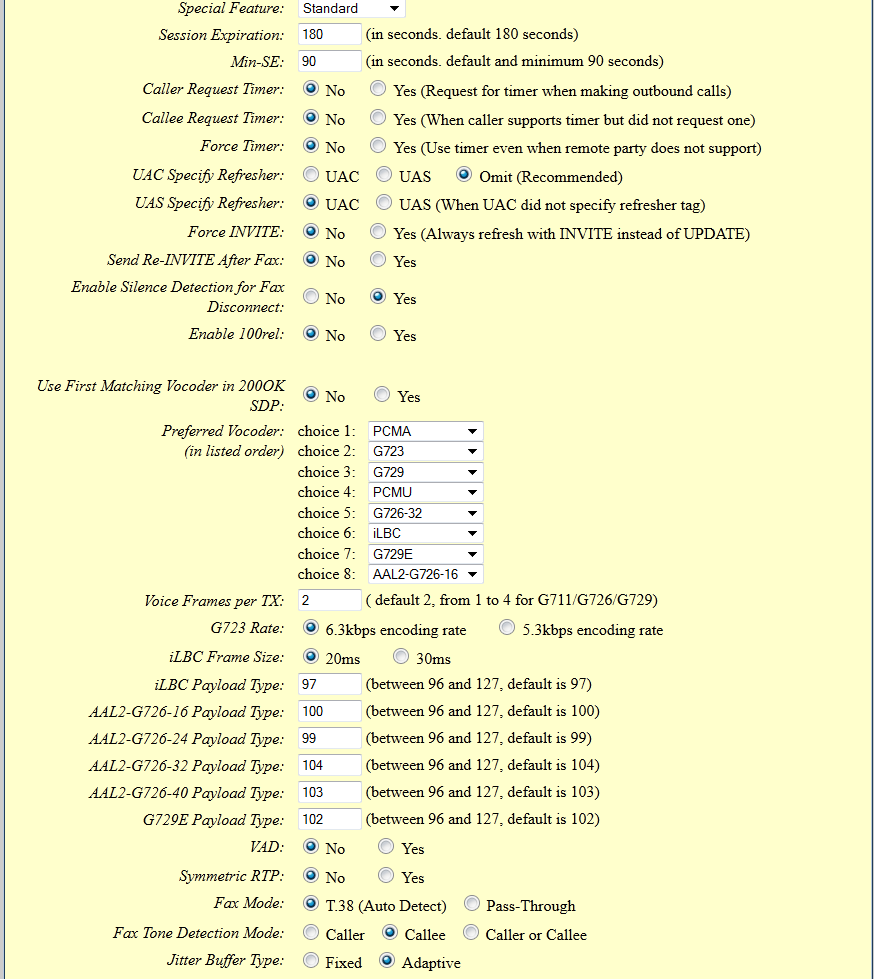 Special Feature: Standard
Session Expiration: 180 (in seconds. default 180 seconds)
Min-SE: 90 (in seconds. default and minimum 90 seconds)
Caller Request Timer: No Yes (Request for timer when making outbound calls)
Callee Request Timer: No Yes (When caller supports timer but did not request one)
Force Timer: No Yes (Use timer even when remote party does not support)
UAC Specify Refresher: UAC UAS Omit (Recommended)
UAS Specify Refresher: UAC UAS (When UAC did not specify refresher tag)
Force INVITE: No Yes (Always refresh with INVITE instead of UPDATE)
Send Re-INVITE After Fax: No Yes
Enable Silence Detection for Fax
Disconnect: No Yes
Enable 100rel: No Yes
Use First Matching Vocoder in 200OK
SDP: No Yes
Preferred Vocoder: choice 1: PCMA
(in listed order) choice 2: G723
choice 3: G729
choice 4: PCMU
choice 5: G726-32
choice 6: iLBC
choice 7: G729E
choice 8: AAL2-G726-16
Voice Frames per TX: 2 ( default 2, from 1 to 4 for G711/G726/G729)
G723 Rate: 6.3kbps encoding rate 5.3kbps encoding rate
iLBC Frame Size: 20ms 30ms
iLBC Payload Type: 97 (between 96 and 127, default is 97)
AAL2-G726-16 Payload Type: 100 (between 96 and 127, default is 100)
AAL2-G726-24 Payload Type: 99 (between 96 and 127, default is 99)
AAL2-G726-32 Payload Type: 104 (between 96 and 127, default is 104)
AAL2-G726-40 Payload Type: 103 (between 96 and 127, default is 103)
G729E Payload Type: 102 (between 96 and 127, default is 102)
VAD: No Yes
Symmetric RTP: No Yes
Fax Mode: T.38 (Auto Detect) Pass-Through
Fax Tone Detection Mode: Caller Callee Caller or Callee
Jitter Buffer Type: Fixed Adaptive